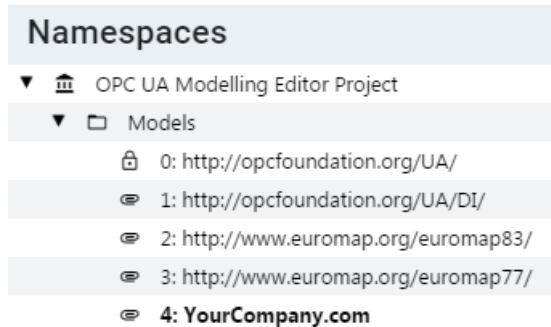 Namespaces
OPC UA Modelling Editor Project
Models
0: http://opcfoundation.org/UA/
1: http://opcfoundation.org/UA/DI/
2: http://www.euromap.org/euromap83/
3: http://www.euromap.org/euromap77/
4: YourCompany.com